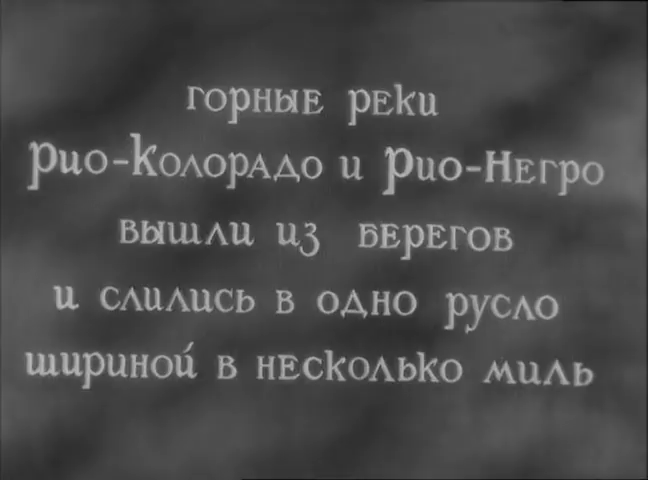 горные реки
Рио-Колорадо и Рио-Негро
вышли из берегов
и слились в одно русло
шириной в несколько миль